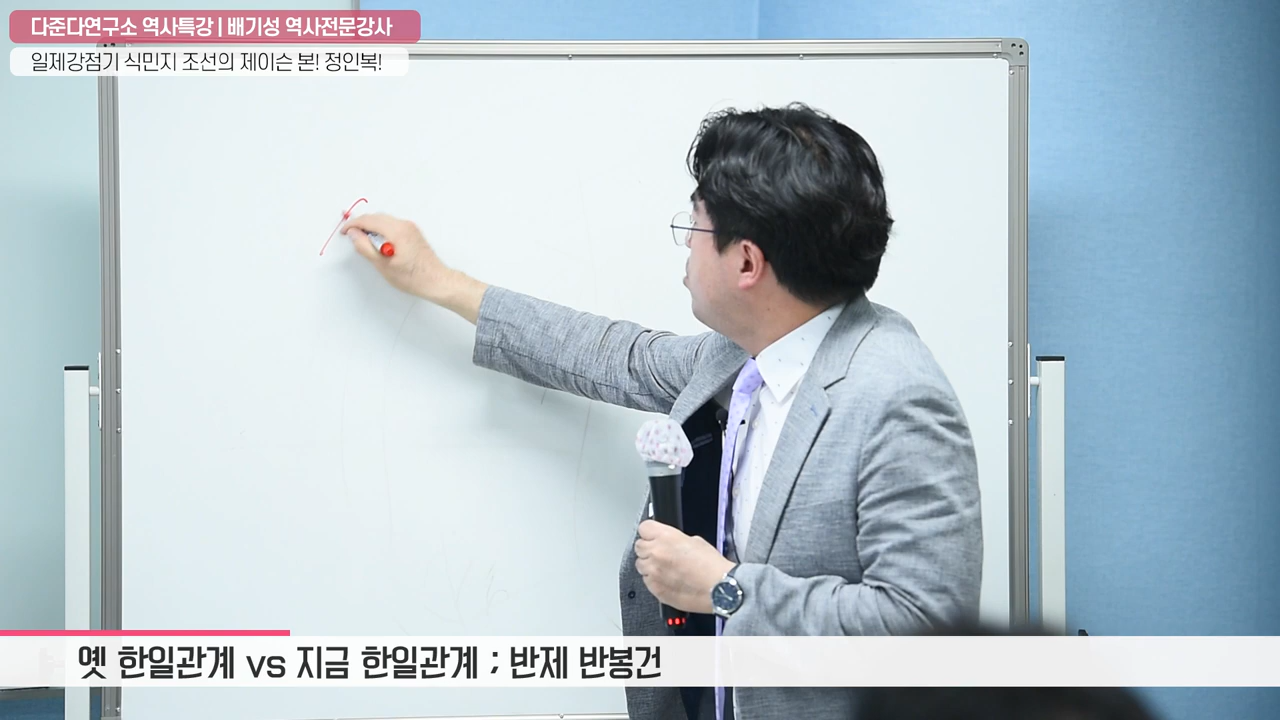 다준다연구소 역사특강 | 배기성 역사전문강사
일제강점기 식민지 조선의 제이슨 본! 정인복!
옛 한일관계 vs 지금 한일관계 ; 반제 반봉건